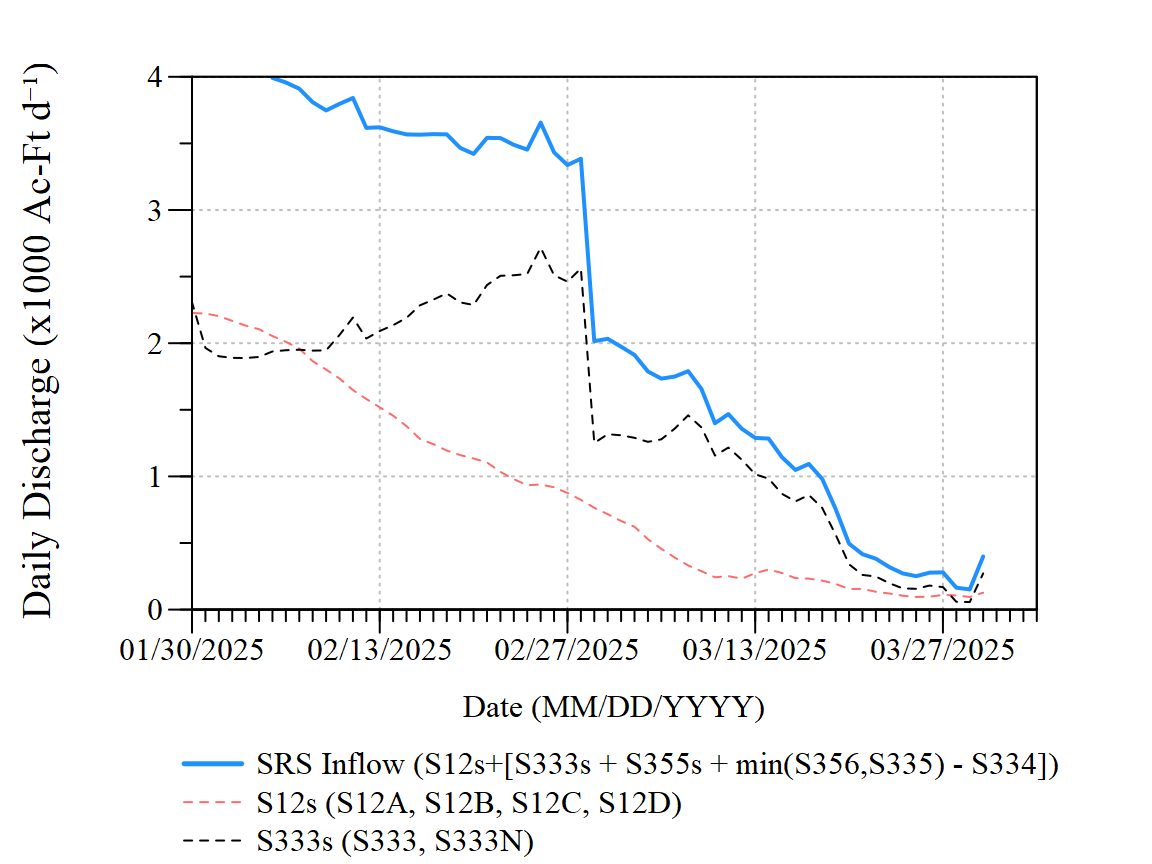 Daily Discharge (x1000 Ac-Ft d⁻¹)
4
3
2
1
0
01/30/2025 02/13/2025 02/27/2025 03/13/2025 03/27/2025
Date (MM/DD/YYYY)
SRS Inflow (S12s+[S333s + S355s + min(S356,S335) - S334])
S12s (S12A, S12B, S12C, S12D)
S333s (S333, S333N)